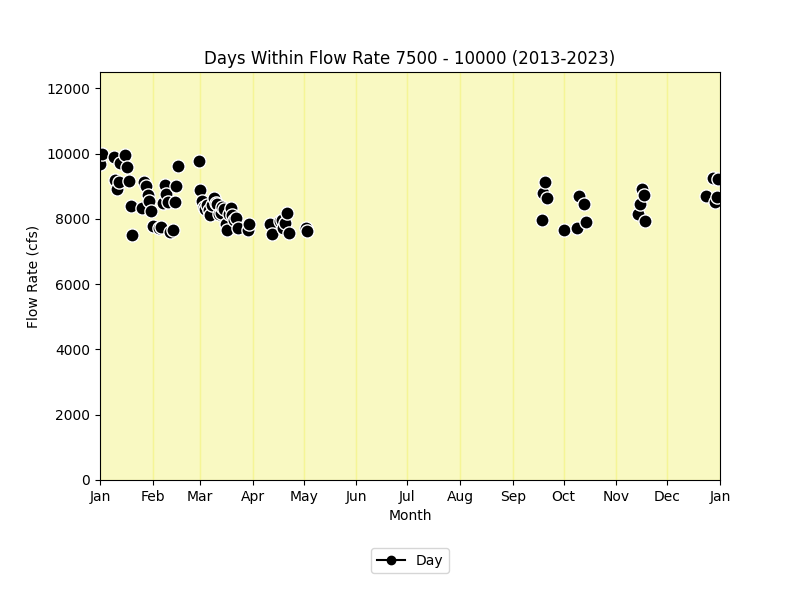 Days Within Flow Rate 7500 - 10000 (2013-2023)
12000
10000
8000
6000
4000
2000
0
Flow Rate (cfs)
Jan Feb Mar Apr May Jun Jul Aug Sep Oct Nov Dec Jan
Month
Day